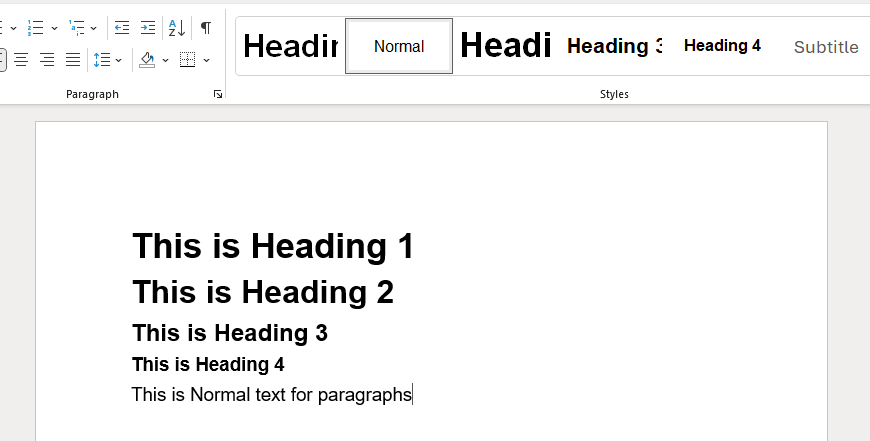 Headin Normal Headi Heading 3 Heading 4 Subtitle
Paragraph Styles
This is Heading 1
This is Heading 2
This is Heading 3
This is Heading 4
This is Normal text for paragraphs